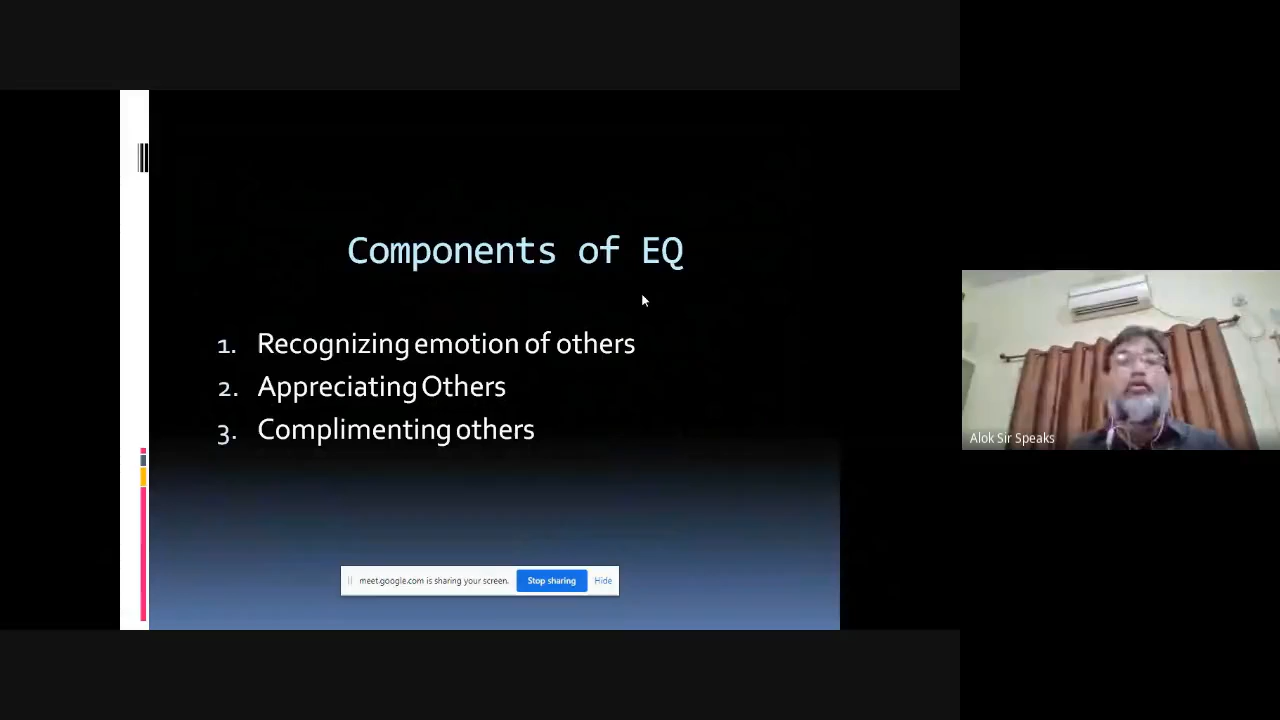 Components of EQ
1. Recognizing emotion of others
2. Appreciating Others
3. Complimenting others
meet.google.com is sharing your screen. Stop sharing Hide
Alok Sir Speaks